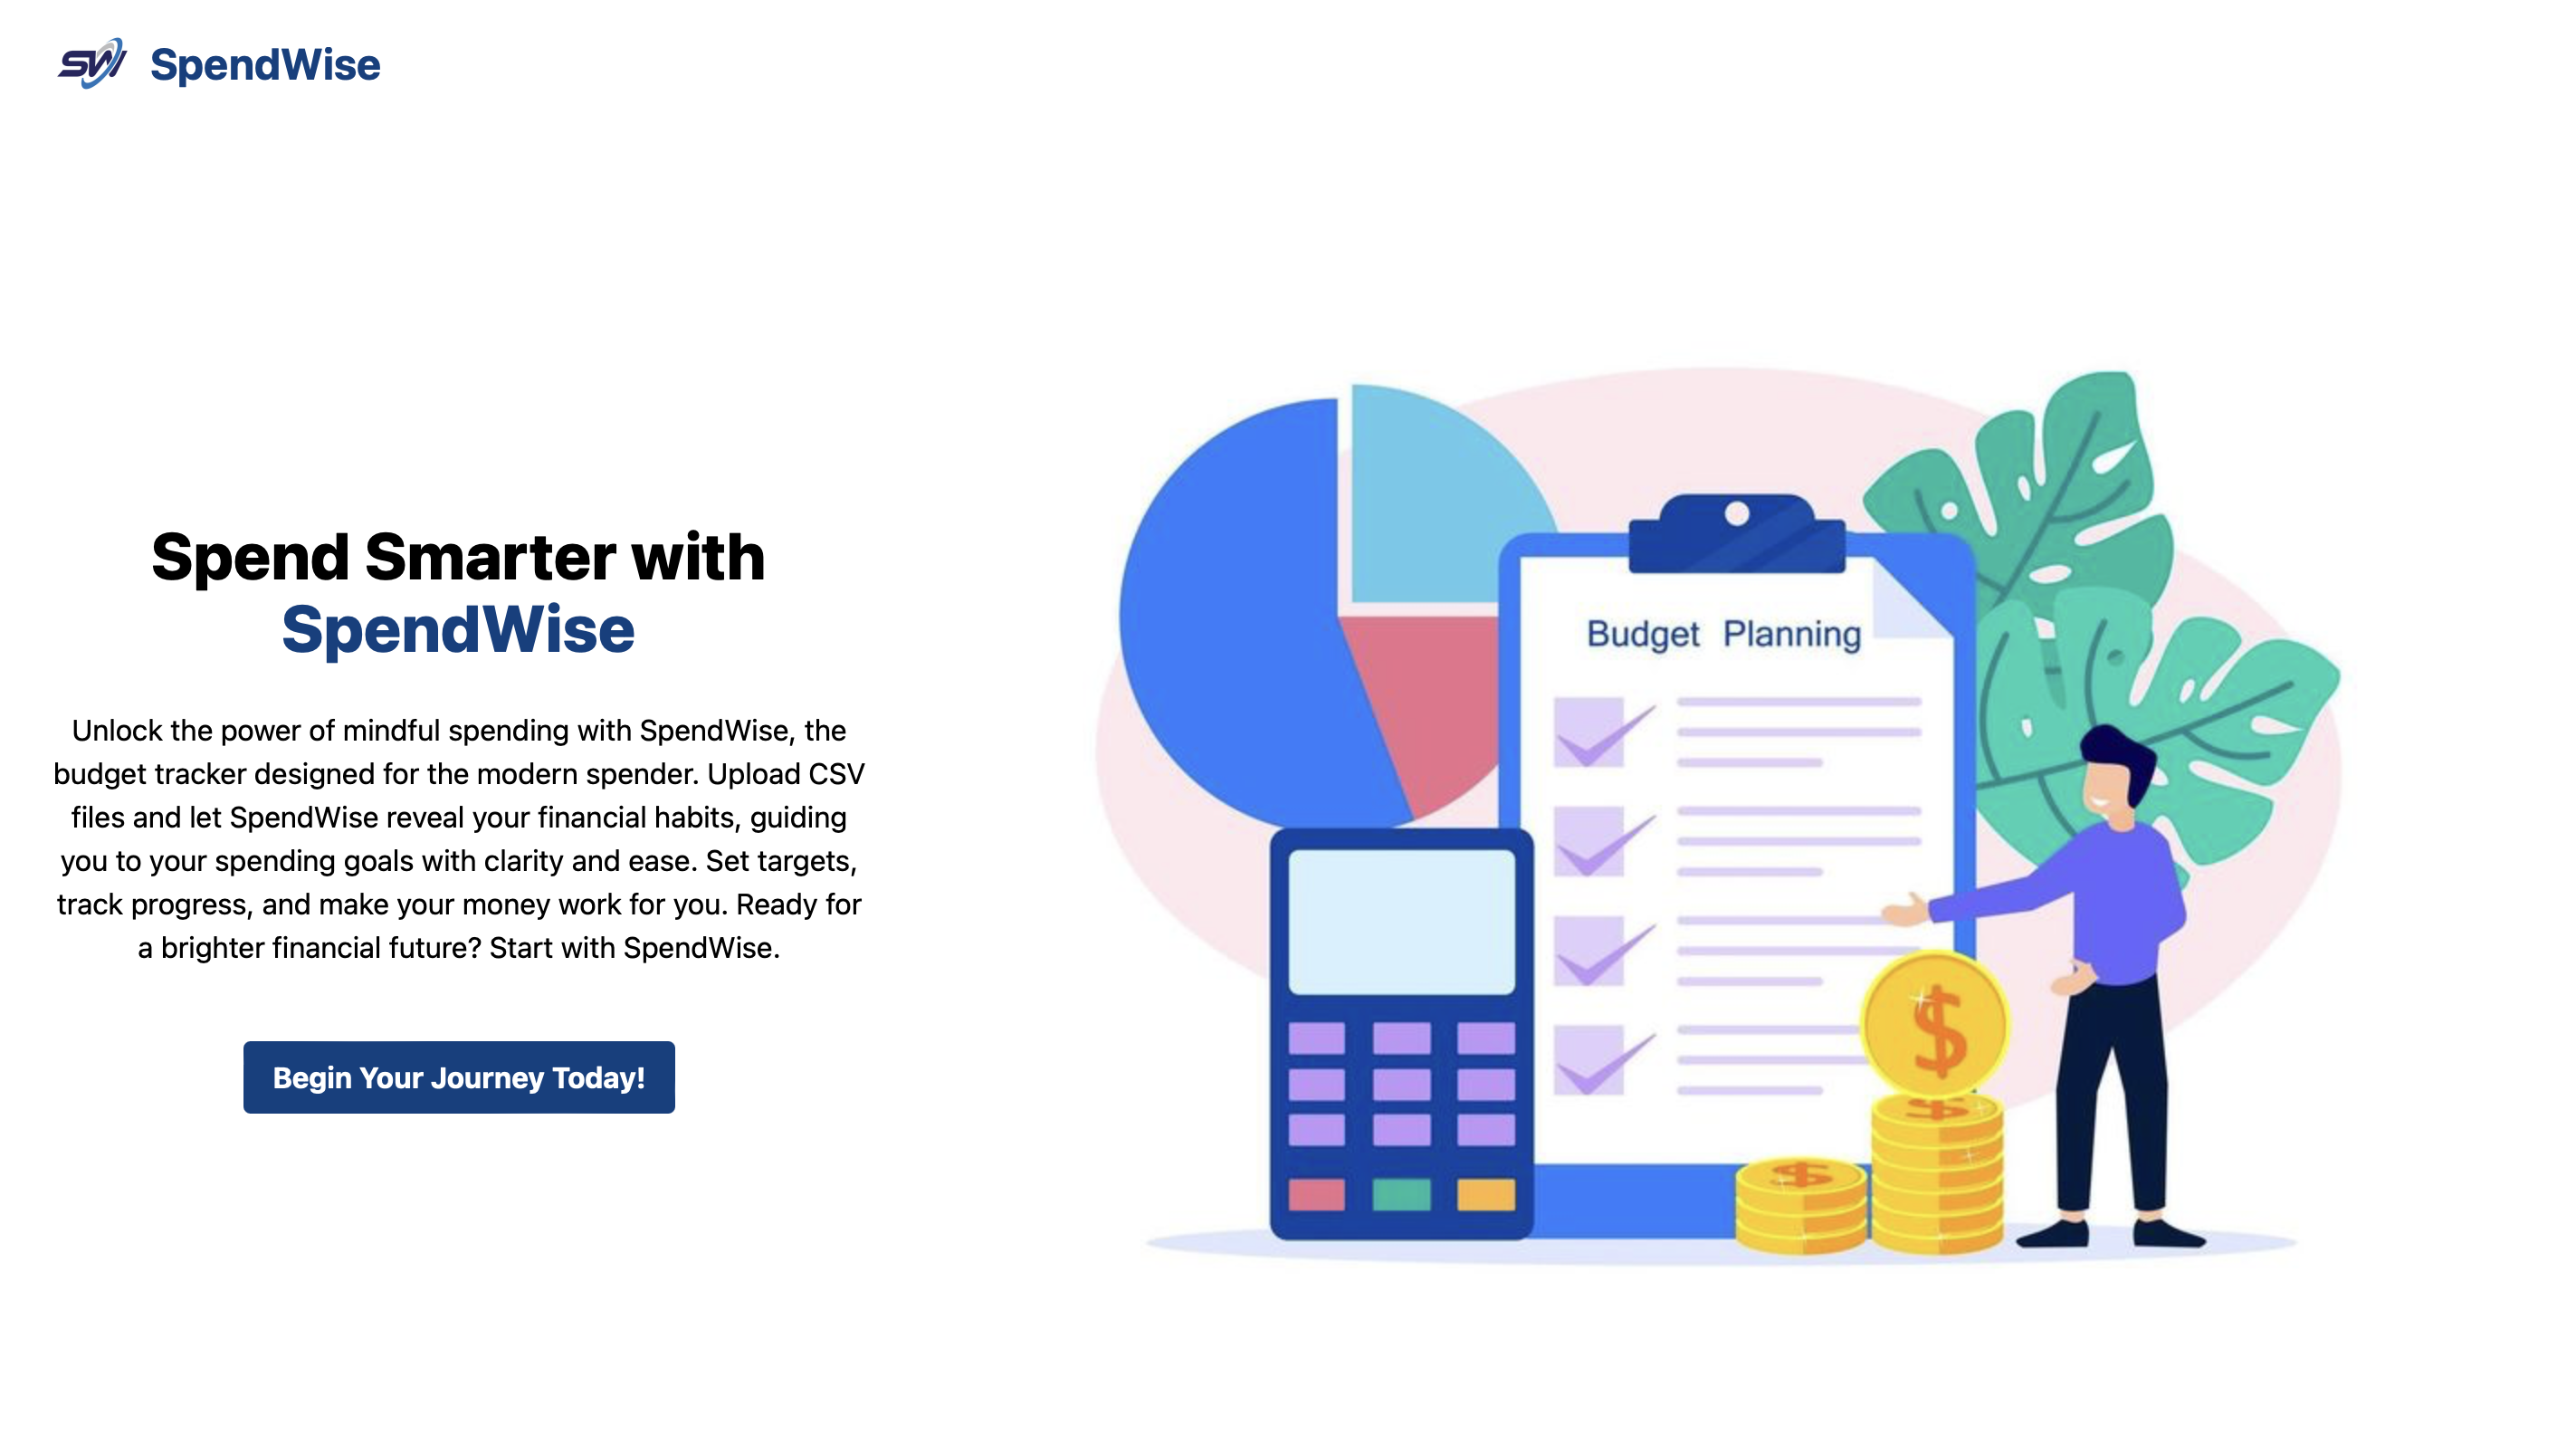 SW SpendWise
Spend Smarter with
SpendWise
Unlock the power of mindful spending with SpendWise, the
budget tracker designed for the modern spender. Upload CSV
files and let SpendWise reveal your financial habits, guiding
you to your spending goals with clarity and ease. Set targets,
track progress, and make your money work for you. Ready for
a brighter financial future? Start with SpendWise.
Begin Your Journey Today!
Budget Planning
$
$
$